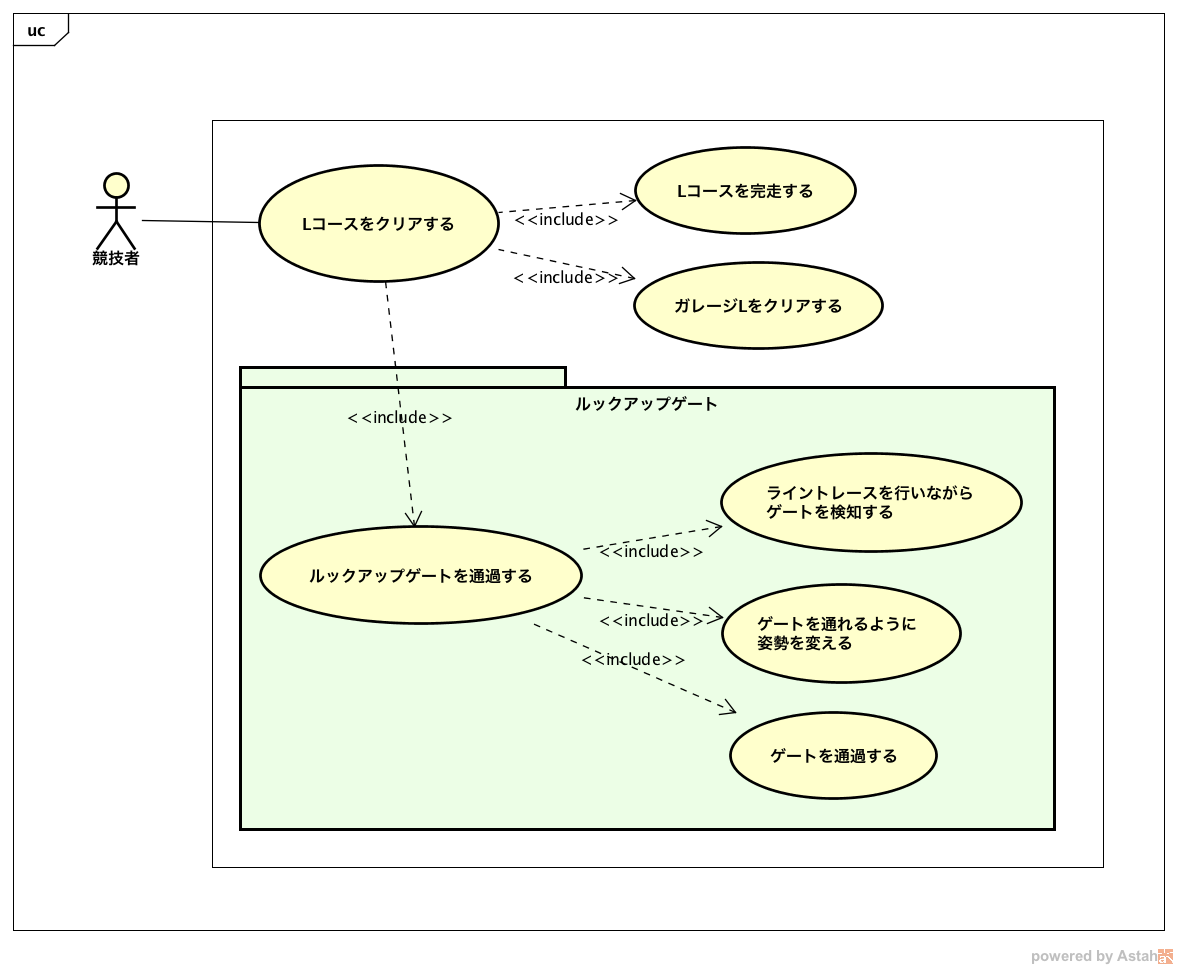 uc
競技者
Lコースをクリアする
<<include>>
Lコースを完走する
<<include>>
ガレージLをクリアする
<<include>>
ルックアップゲート
ルックアップゲートを通過する
<<include>>
ライントレースを行いながら
ゲートを検知する
<<include>>
ゲートを通れるように
姿勢を変える
<<include>>
ゲートを通過する
powered by Astah